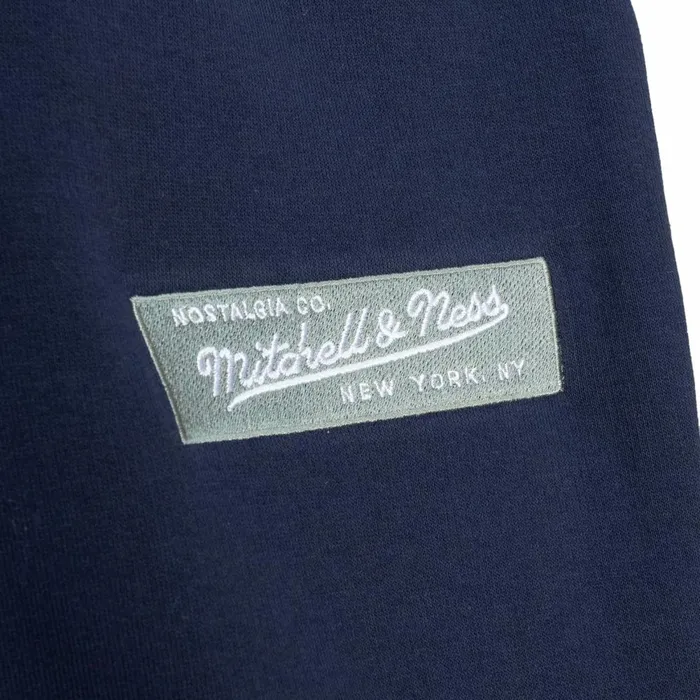 NOSTALGIA CO.
Mitchell & Ness
NEW YORK, NY